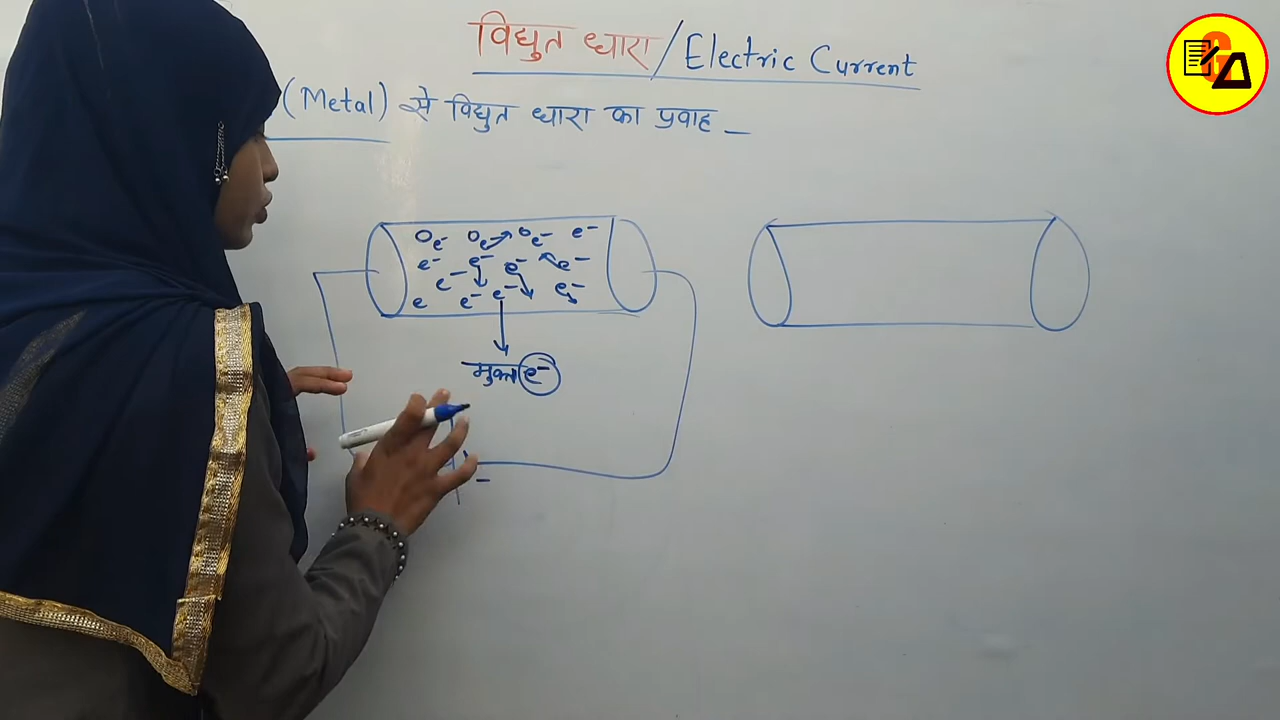 विद्युत धारा / Electric Current
(Metal) से विद्युत धारा का प्रवाह –
e⁻ e⁻ e⁻ e⁻
e⁻ e⁻ e⁻ e⁻
e⁻ e⁻
e e⁻ e⁻
मुक्त e⁻
–